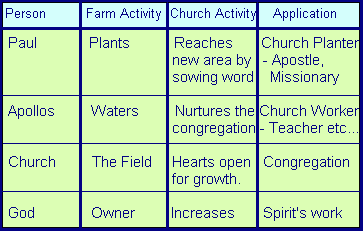 Person Farm Activity Church Activity Application
Paul Plants Reaches new area by sowing word Church Planter - Apostle, Missionary
Apollos Waters Nurtures the congregation Church Worker - Teacher etc...
Church The Field Hearts open for growth. Congregation
God Owner Increases Spirit's work